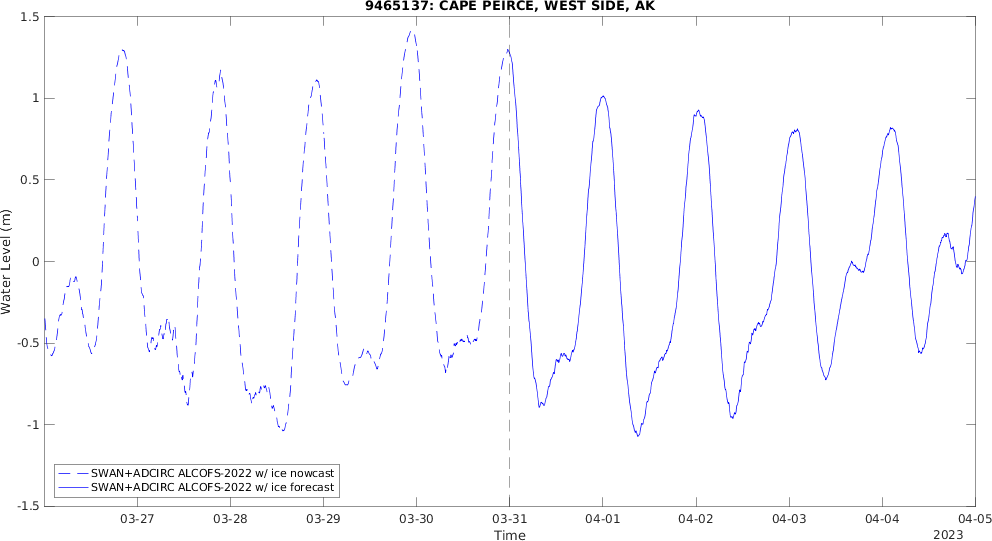 9465137: CAPE PEIRCE, WEST SIDE, AK
1.5
1
0.5
0
-0.5
-1
-1.5
Water Level (m)
SWAN+ADCIRC ALCOFS-2022 w/ ice nowcast
SWAN+ADCIRC ALCOFS-2022 w/ ice forecast
03-27 03-28 03-29 03-30 03-31 04-01 04-02 04-03 04-04 04-05
Time
2023